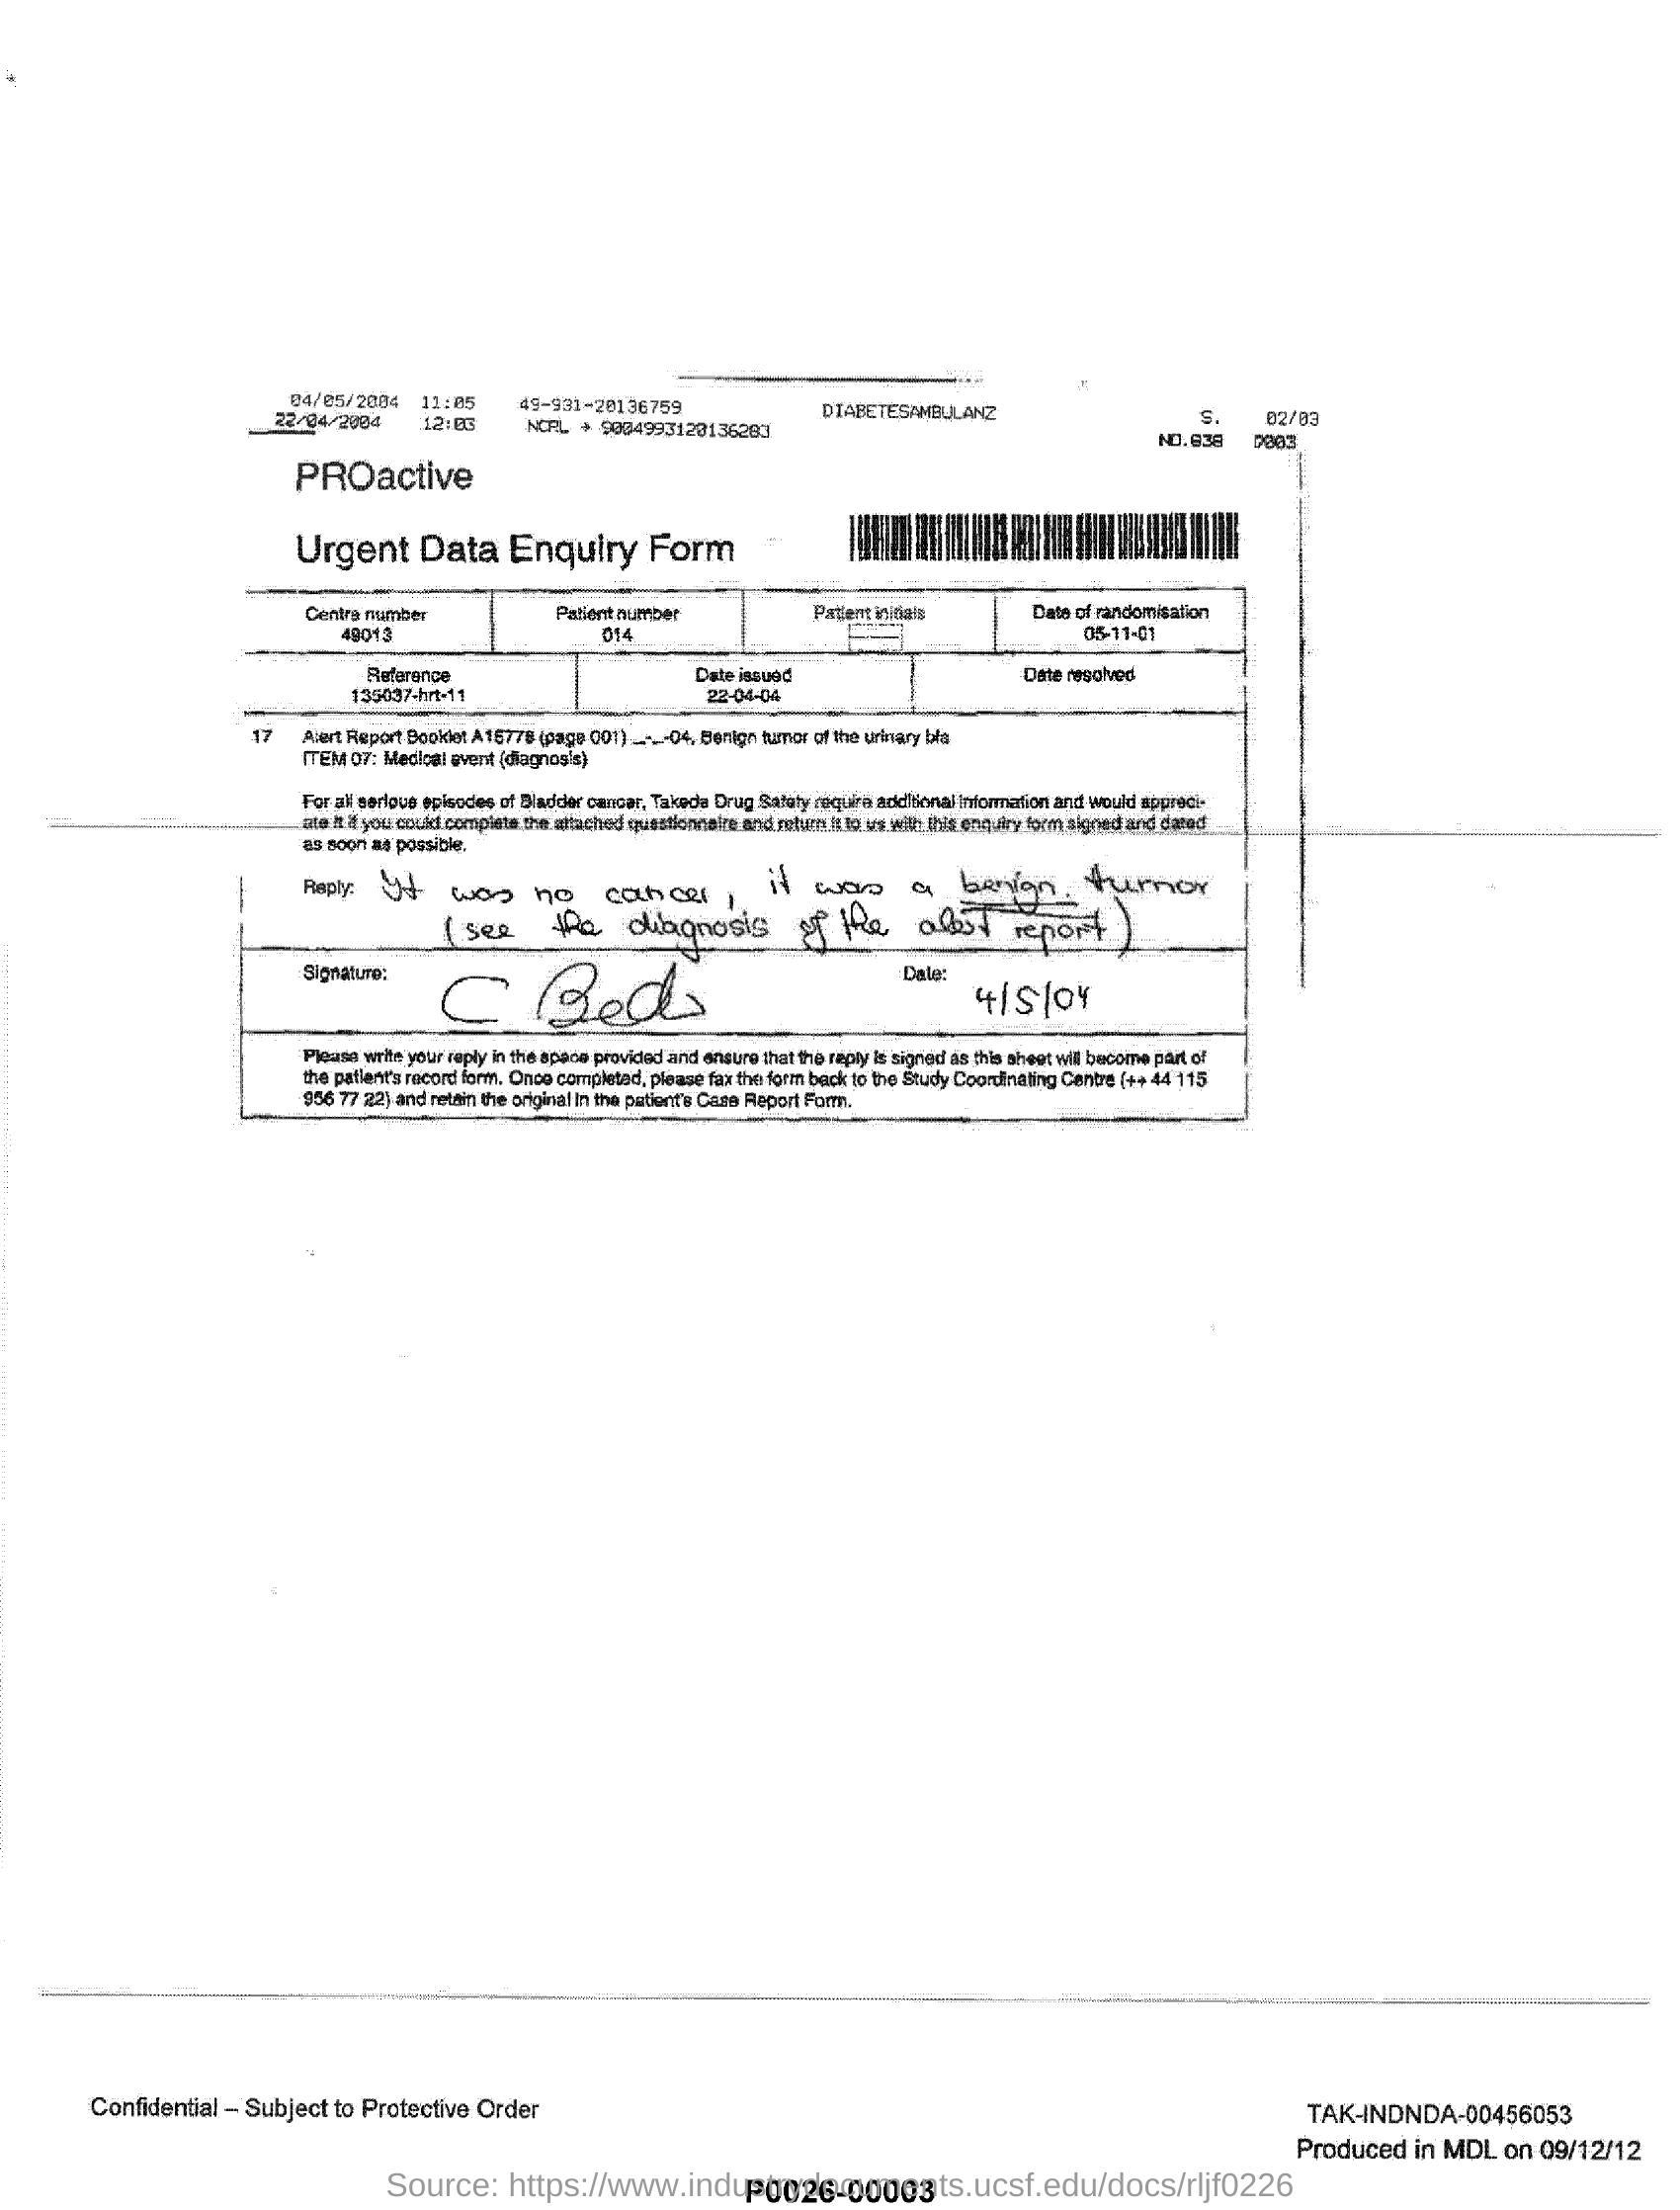 04/05/2004 11:05 49-931-20136759 DIABETESAMBULANZ S. 02/03
22/04/2004 12:03 NCRL → 9004993120136283 NO.838 D003
PROactive
Urgent Data Enquiry Form
Centre number Patient number Patient initials Date of randomisation
49013 014 05-11-01
Reference Date issued Date resolved
135037-hrt-11 22-04-04
17 Alert Report Booklet A15778 (page 001) _-_-04, Benign tumor of the urinary bla
ITEM 07: Medical event (diagnosis)
For all serious episodes of Bladder cancer, Takeda Drug Safety require additional information and would appreci-
ate it if you could complete the attached questionnaire and return it to us with this enquiry form signed and dated
as soon as possible.
Reply: It was no cancer, it was a benign tumor
(see the diagnosis of the alert report)
Signature: C Date: 4/5/04
Please write your reply in the space provided and ensure that the reply is signed as this sheet will become part of
the patient's record form. Once completed, please fax the form back to the Study Coordinating Centre (++ 44 115
956 77 22) and retain the original in the patient's Case Report Form.
Confidential – Subject to Protective Order
TAK-INDNDA-00456053
Produced in MDL on 09/12/12
Source: https://www.industrydocuments.ucsf.edu/docs/rljf0226
P0026-00003